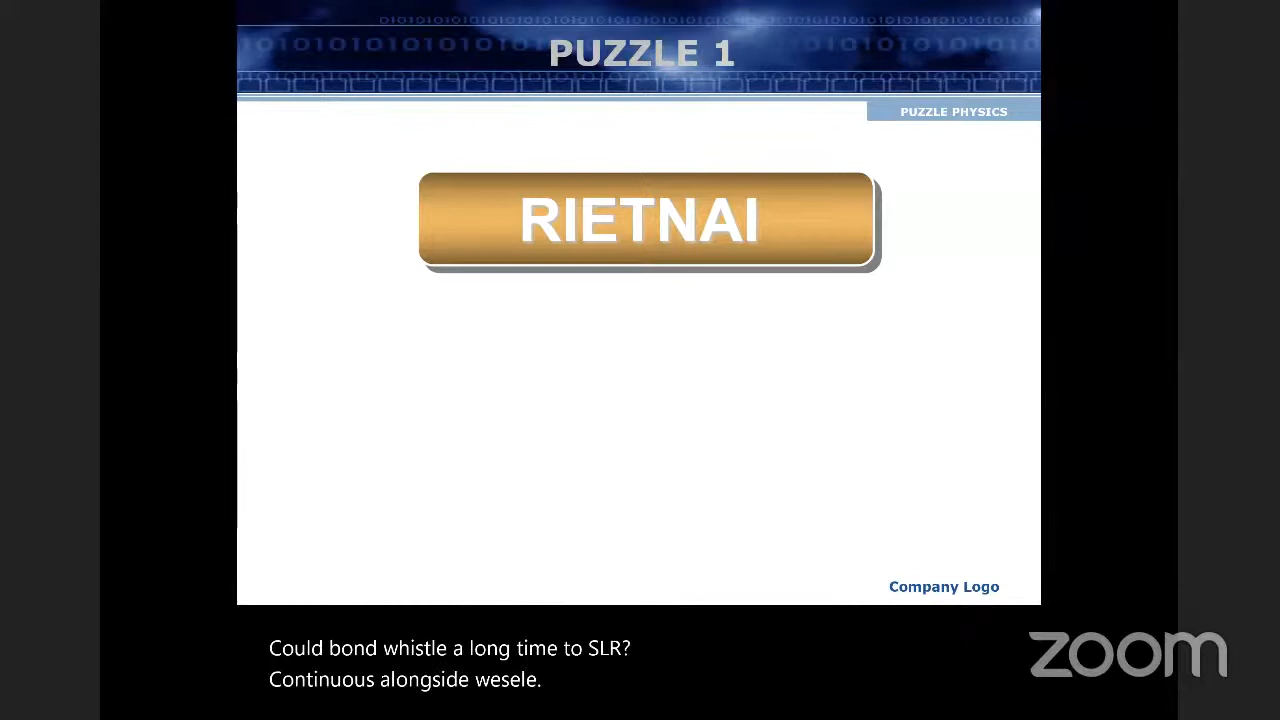 PUZZLE 1
PUZZLE PHYSICS
RIETNAI
Company Logo
Could bond whistle a long time to SLR?
Continuous alongside wesele.
zoom